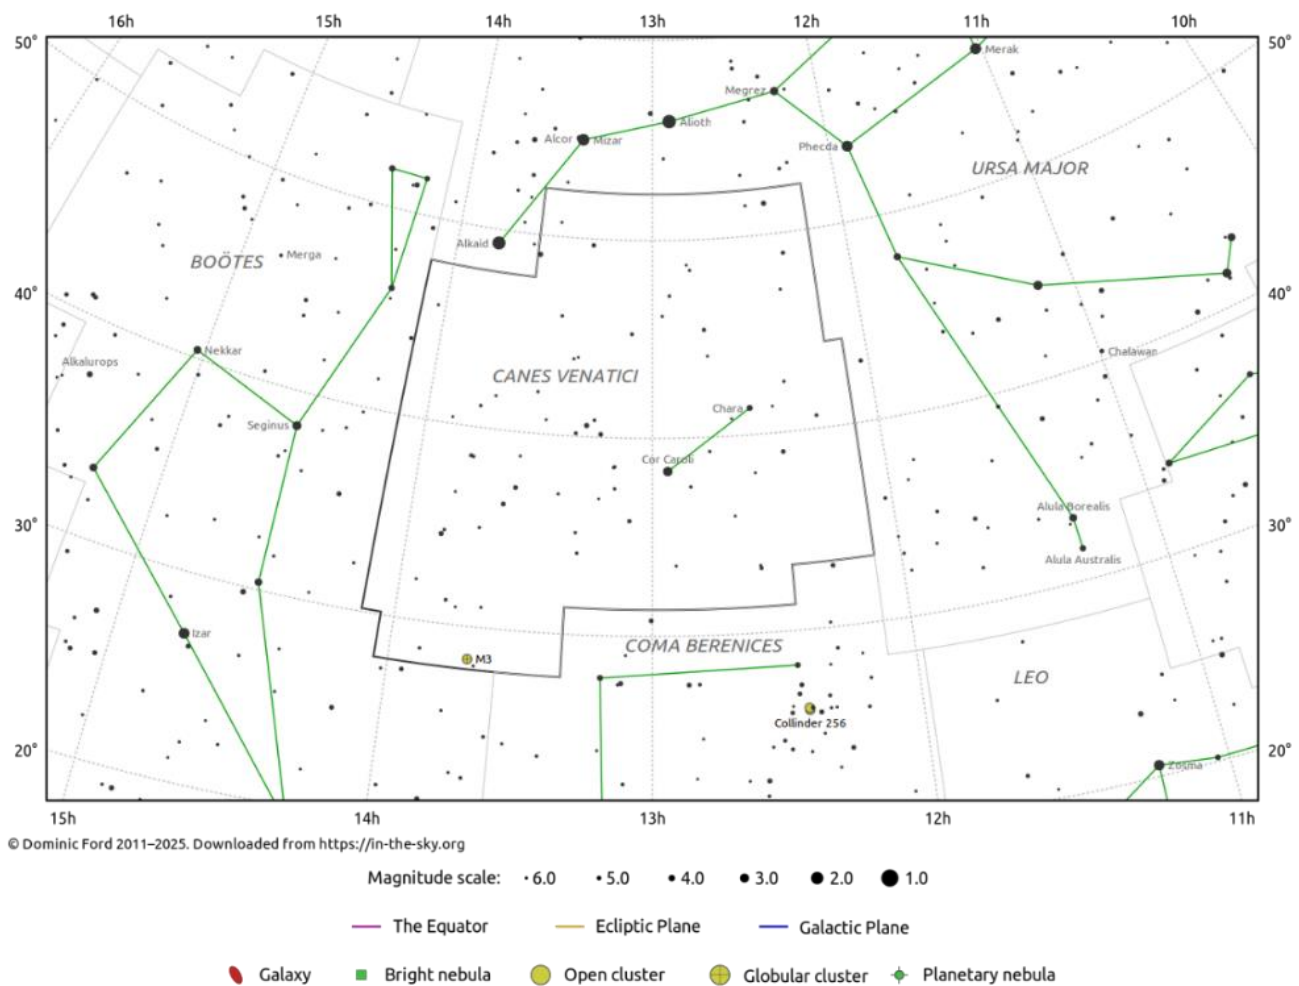 16h 15h 14h 13h 12h 11h 10h
50° 50°
Merak
Megrez
Alioth
Alcor Mizar
Phecda
URSA MAJOR
Alkaid
Merga
BOÖTES
40° 40°
Nekkar
Chalawan
Alkalurops
CANES VENATICI
Chara
Seginus
Cor Caroli
Alula Borealis
30° 30°
Alula Australis
Izar
COMA BERENICES
M3
LEO
Collinder 256
20° 20°
Zosma
15h 14h 13h 12h 11h
© Dominic Ford 2011–2025. Downloaded from https://in-the-sky.org
Magnitude scale: 6.0 5.0 4.0 3.0 2.0 1.0
The Equator Ecliptic Plane Galactic Plane
Galaxy Bright nebula Open cluster Globular cluster Planetary nebula